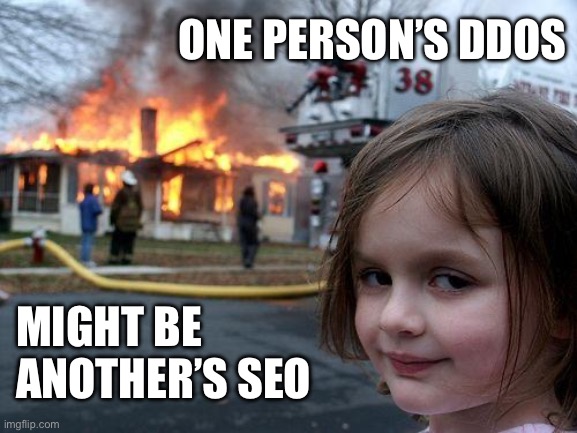 ONE PERSON’S DDOS
38
MIGHT BE
ANOTHER’S SEO
imgflip.com